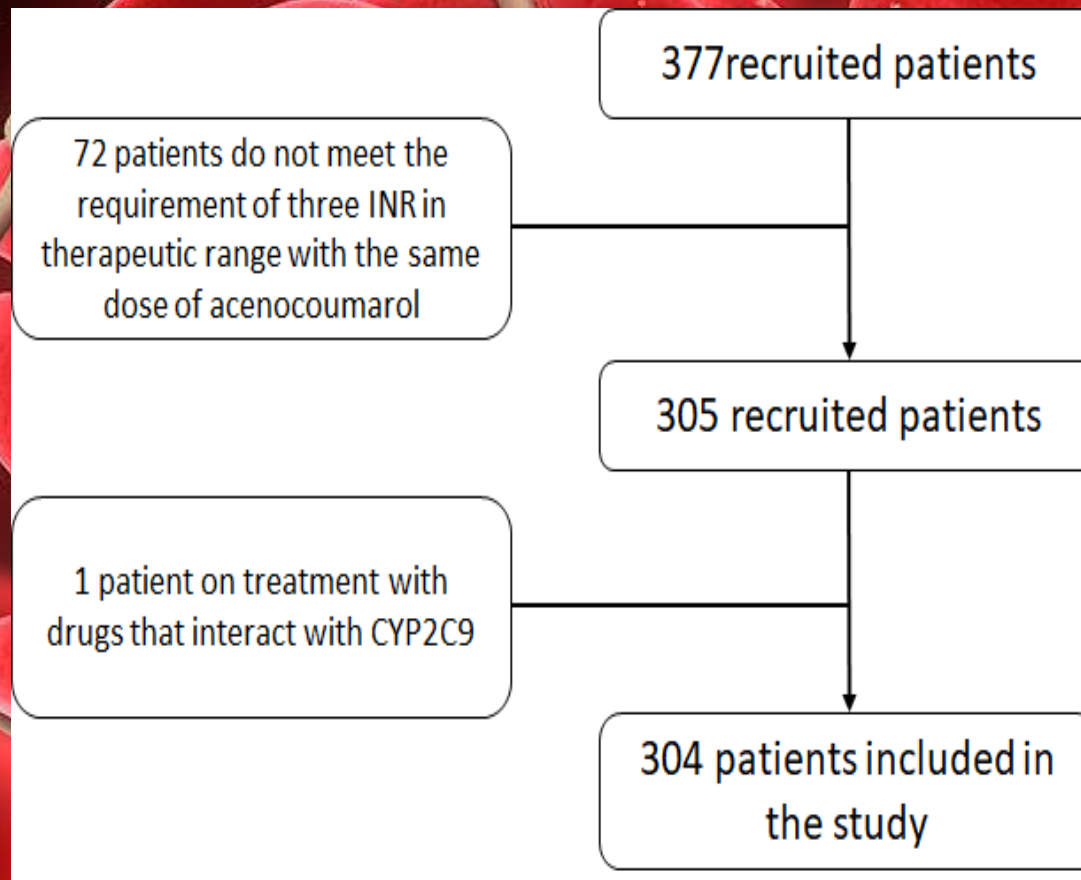 377recruited patients
72 patients do not meet the
requirement of three INR in
therapeutic range with the same
dose of acenocoumarol
305 recruited patients
1 patient on treatment with
drugs that interact with CYP2C9
304 patients included in
the study